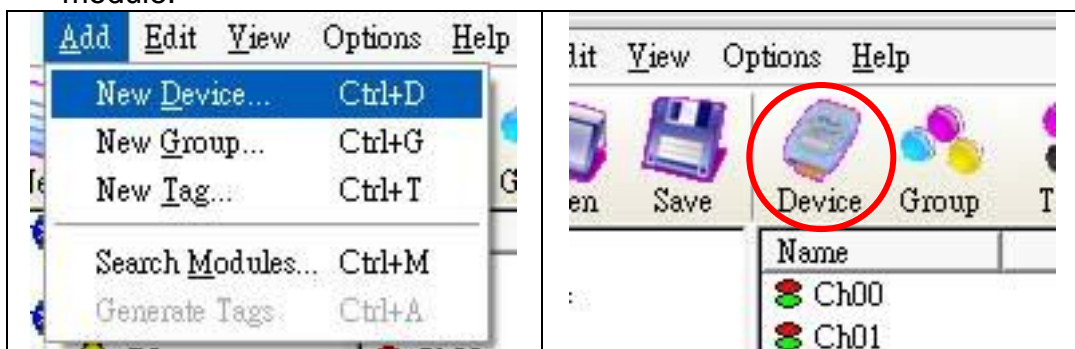 module.
Add Edit View Options Help
New Device... Ctrl+D
New Group... Ctrl+G
New Tag... Ctrl+T
Search Modules... Ctrl+M
Generate Tags Ctrl+A
View Options Help
Save Device Group
Name
Ch00
Ch01